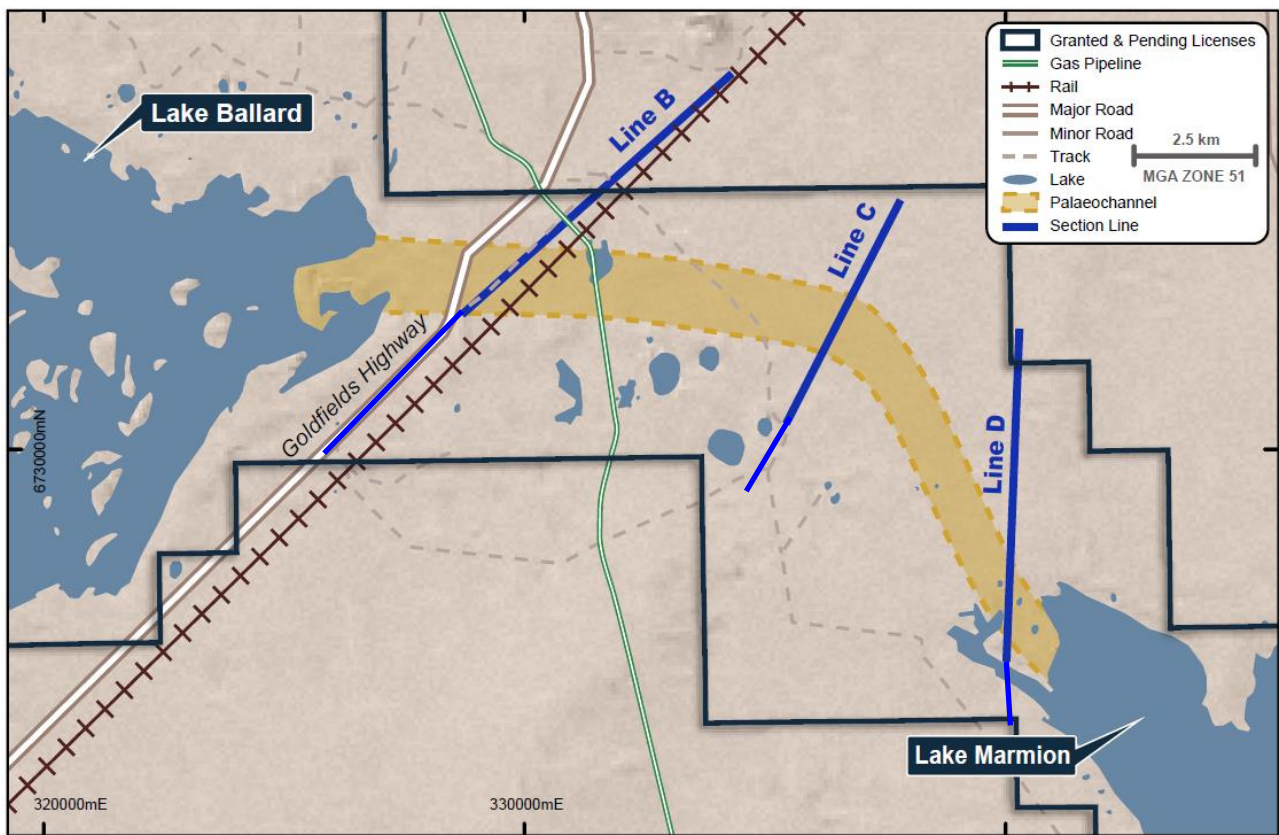 Granted & Pending Licenses
Gas Pipeline
Rail
Major Road
Minor Road
Track
Lake
Palaeochannel
Section Line
2.5 km
MGA ZONE 51
Lake Ballard
Line B
Line C
Goldfields Highway
6730000mN
Line D
Lake Marmion
320000mE
330000mE